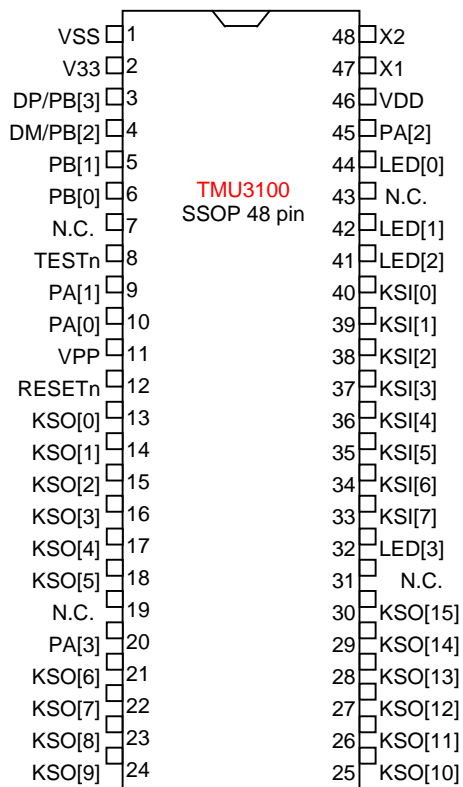 VSS 1 48 X2
V33 2 47 X1
DP/PB[3] 3 46 VDD
DM/PB[2] 4 45 PA[2]
PB[1] 5 44 LED[0]
PB[0] 6 TMU3100 43 N.C.
N.C. 7 SSOP 48 pin 42 LED[1]
TESTn 8 41 LED[2]
PA[1] 9 40 KSI[0]
PA[0] 10 39 KSI[1]
VPP 11 38 KSI[2]
RESETn 12 37 KSI[3]
KSO[0] 13 36 KSI[4]
KSO[1] 14 35 KSI[5]
KSO[2] 15 34 KSI[6]
KSO[3] 16 33 KSI[7]
KSO[4] 17 32 LED[3]
KSO[5] 18 31 N.C.
N.C. 19 30 KSO[15]
PA[3] 20 29 KSO[14]
KSO[6] 21 28 KSO[13]
KSO[7] 22 27 KSO[12]
KSO[8] 23 26 KSO[11]
KSO[9] 24 25 KSO[10]